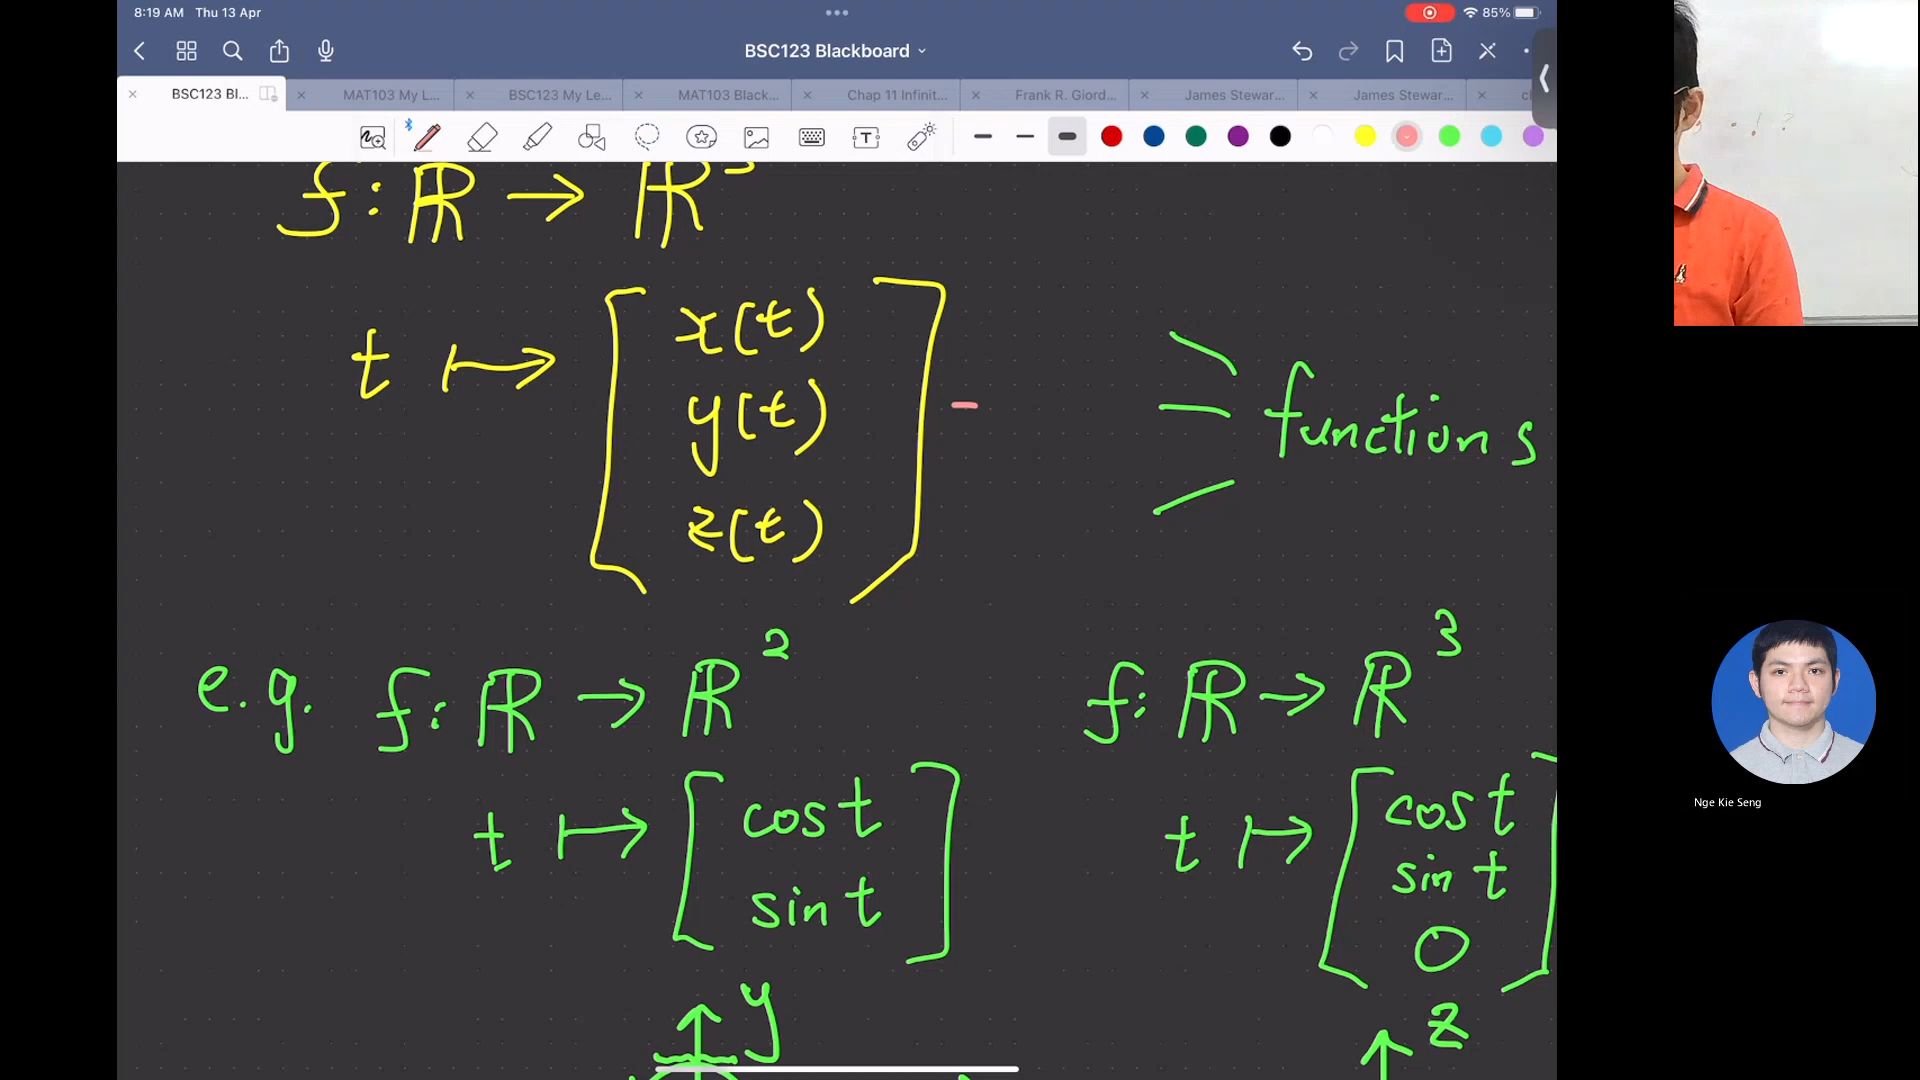 8:19 AM Thu 13 Apr
85%
BSC123 Blackboard
BSC123 Bl...
MAT103 My L...
BSC123 My Le...
MAT103 Black...
Chap 11 Infinit...
Frank R. Giord...
James Stewar...
James Stewar...
f: ℝ → ℝ³
t ↦ [ x(t)
y(t) –
z(t) ]
functions
e.g. f: ℝ → ℝ²
t ↦ [ cos t
sin t ]
y
f: ℝ → ℝ³
t ↦ [ cos t
sin t
0 ]
z
Nge Kie Seng